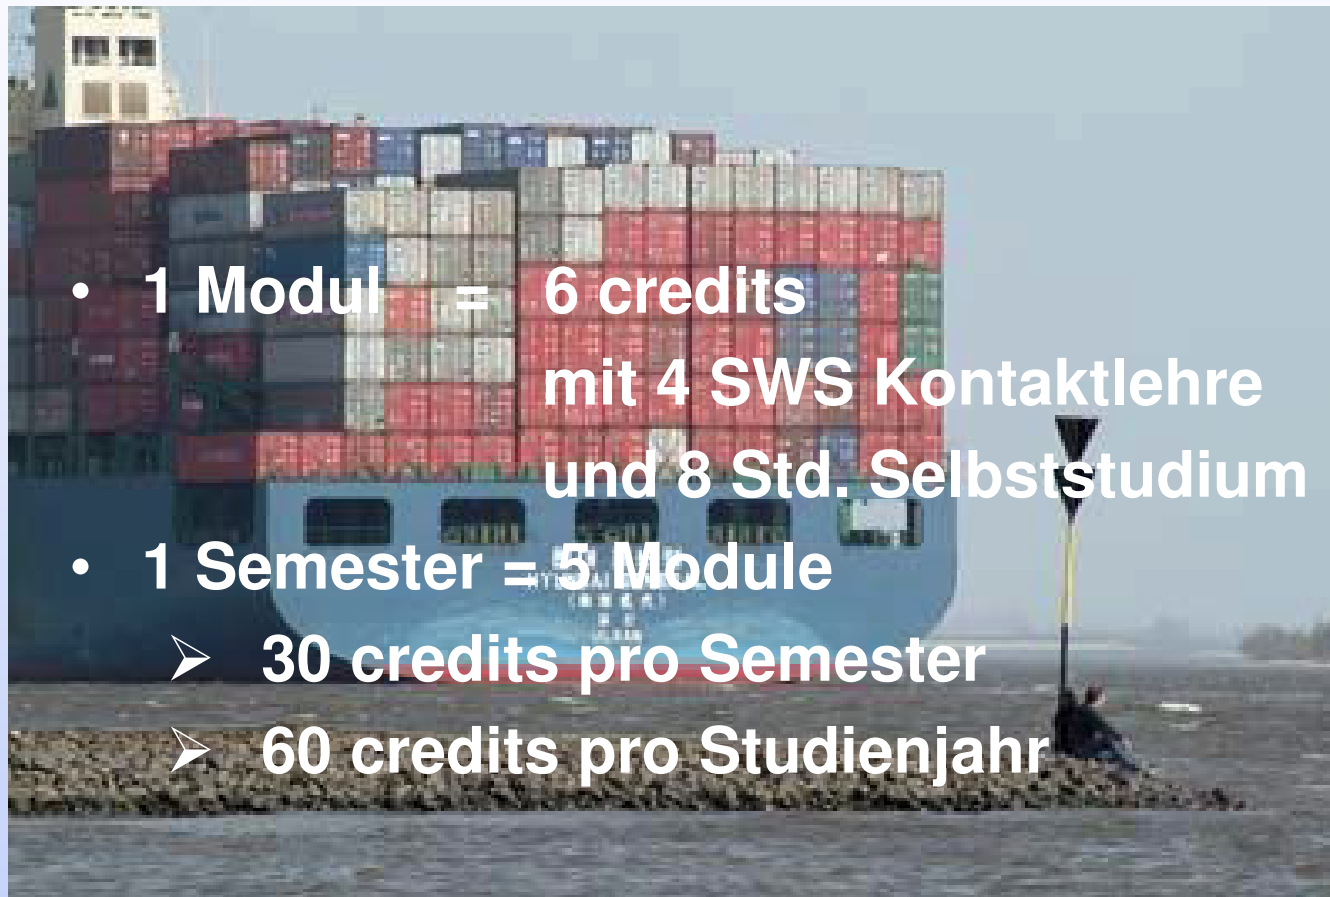 • 1 Modul = 6 credits
mit 4 SWS Kontaktlehre
und 8 Std. Selbststudium
• 1 Semester = 5 Module
➢ 30 credits pro Semester
➢ 60 credits pro Studienjahr